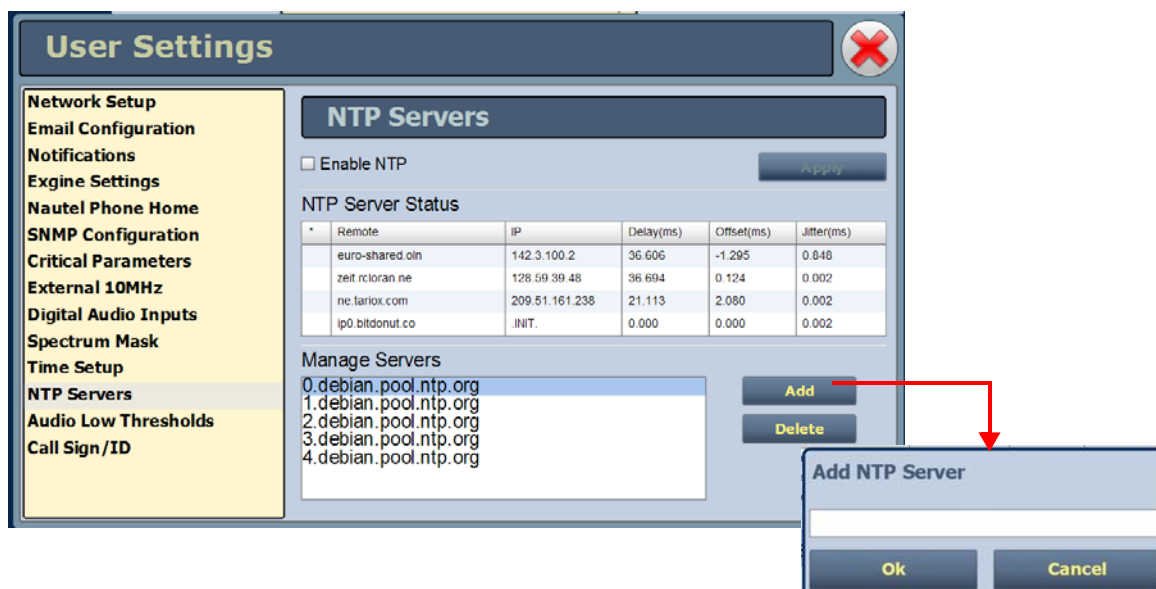 User Settings
Network Setup
Email Configuration
Notifications
Exgine Settings
Nautel Phone Home
SNMP Configuration
Critical Parameters
External 10MHz
Digital Audio Inputs
Spectrum Mask
Time Setup
NTP Servers
Audio Low Thresholds
Call Sign/ID
NTP Servers
Enable NTP
Apply
NTP Server Status
* Remote IP Delay(ms) Offset(ms) Jitter(ms)
euro-shared.oln 142.3.100.2 36.606 -1.295 0.848
zeit.rcloran.ne 128.59.39.48 36.694 0.124 0.002
ne.tariox.com 209.51.161.238 21.113 2.080 0.002
ip0.bitdonut.co .INIT. 0.000 0.000 0.002
Manage Servers
0.debian.pool.ntp.org
1.debian.pool.ntp.org
2.debian.pool.ntp.org
3.debian.pool.ntp.org
4.debian.pool.ntp.org
Add
Delete
Add NTP Server
Ok
Cancel